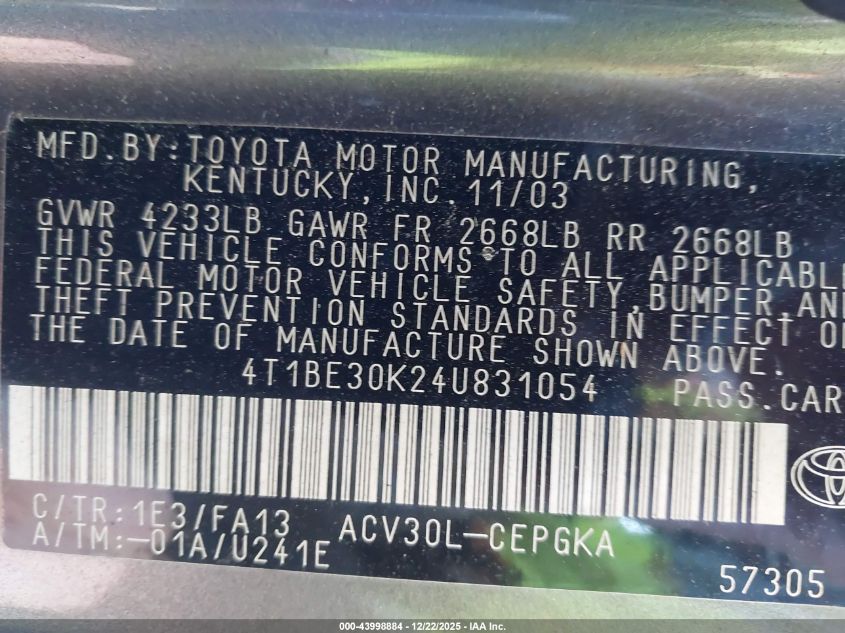 MFD.BY:TOYOTA MOTOR MANUFACTURING,
KENTUCKY,INC.11/03
GVWR 4233LB GAWR FR 2668LB RR 2668LB
THIS VEHICLE CONFORMS TO ALL APPLICABLE
FEDERAL MOTOR VEHICLE SAFETY,BUMPER,AND
THEFT PREVENTION STANDARDS IN EFFECT ON
THE DATE OF MANUFACTURE SHOWN ABOVE.
4T1BE30K24U831054 PASS.CAR
C/TR:1E3/FA13 ACV30L-CEPGKA
A/TM:-01A/U241E
57305
000-43998884 • 12/22/2025 • IAA Inc.